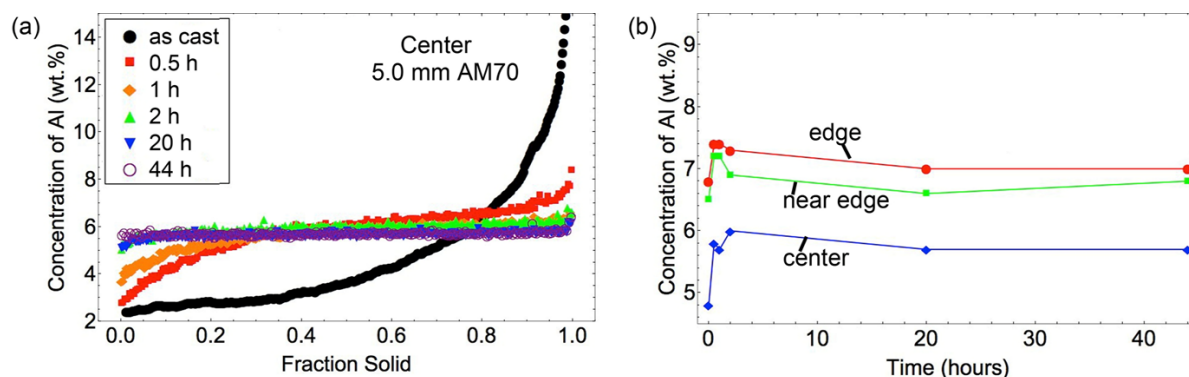 (a)
Concentration of Al (wt.%)
14
12
10
8
6
4
2
as cast
0.5 h
1 h
2 h
20 h
44 h
Center
5.0 mm AM70
0.0 0.2 0.4 0.6 0.8 1.0
Fraction Solid
(b)
Concentration of Al (wt.%)
9
8
7
6
5
edge
near edge
center
0 10 20 30 40
Time (hours)